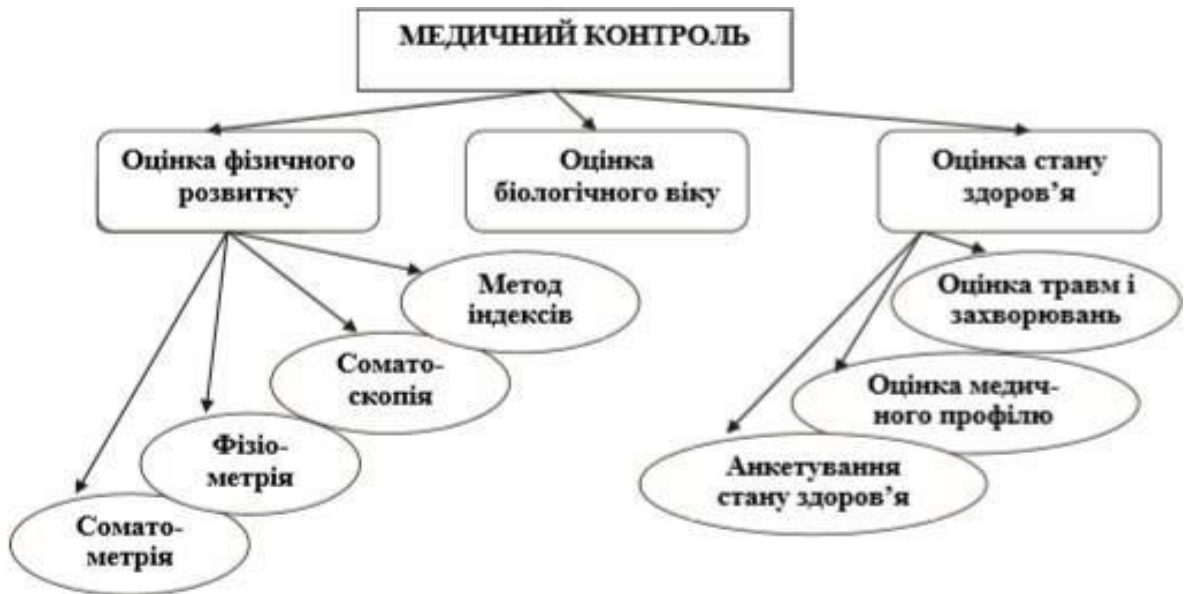 МЕДИЧНИЙ КОНТРОЛЬ
Оцінка фізичного
розвитку
Оцінка
біологічного віку
Оцінка стану
здоров’я
Метод
індексів
Сомато-
скопія
Фізіо-
метрія
Сомато-
метрія
Оцінка травм і
захворювань
Оцінка медич-
ного профілю
Анкетування
стану здоров’я